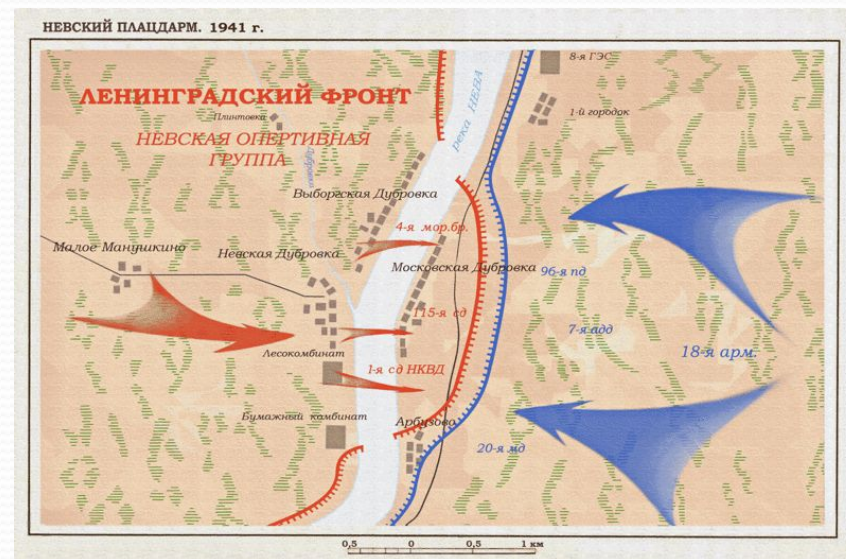 НЕВСКИЙ ПЛАЦДАРМ. 1941 г.
8-я ГЭС
ЛЕНИНГРАДСКИЙ ФРОНТ
1-й городок
Плинтовка
река НЕВА
НЕВСКАЯ ОПЕРТИВНАЯ
ГРУППА
Выборгская Дубровка
4-я мор.бр.
Малое Манушкино
Невская Дубровка
Московская Дубровка
96-я пд
115-я сд
7-я адд
18-я арм.
Лесокомбинат
1-я сд НКВД
Бумажный камбинат
Арбузово
20-я мд
0,5 0 0,5 1 км